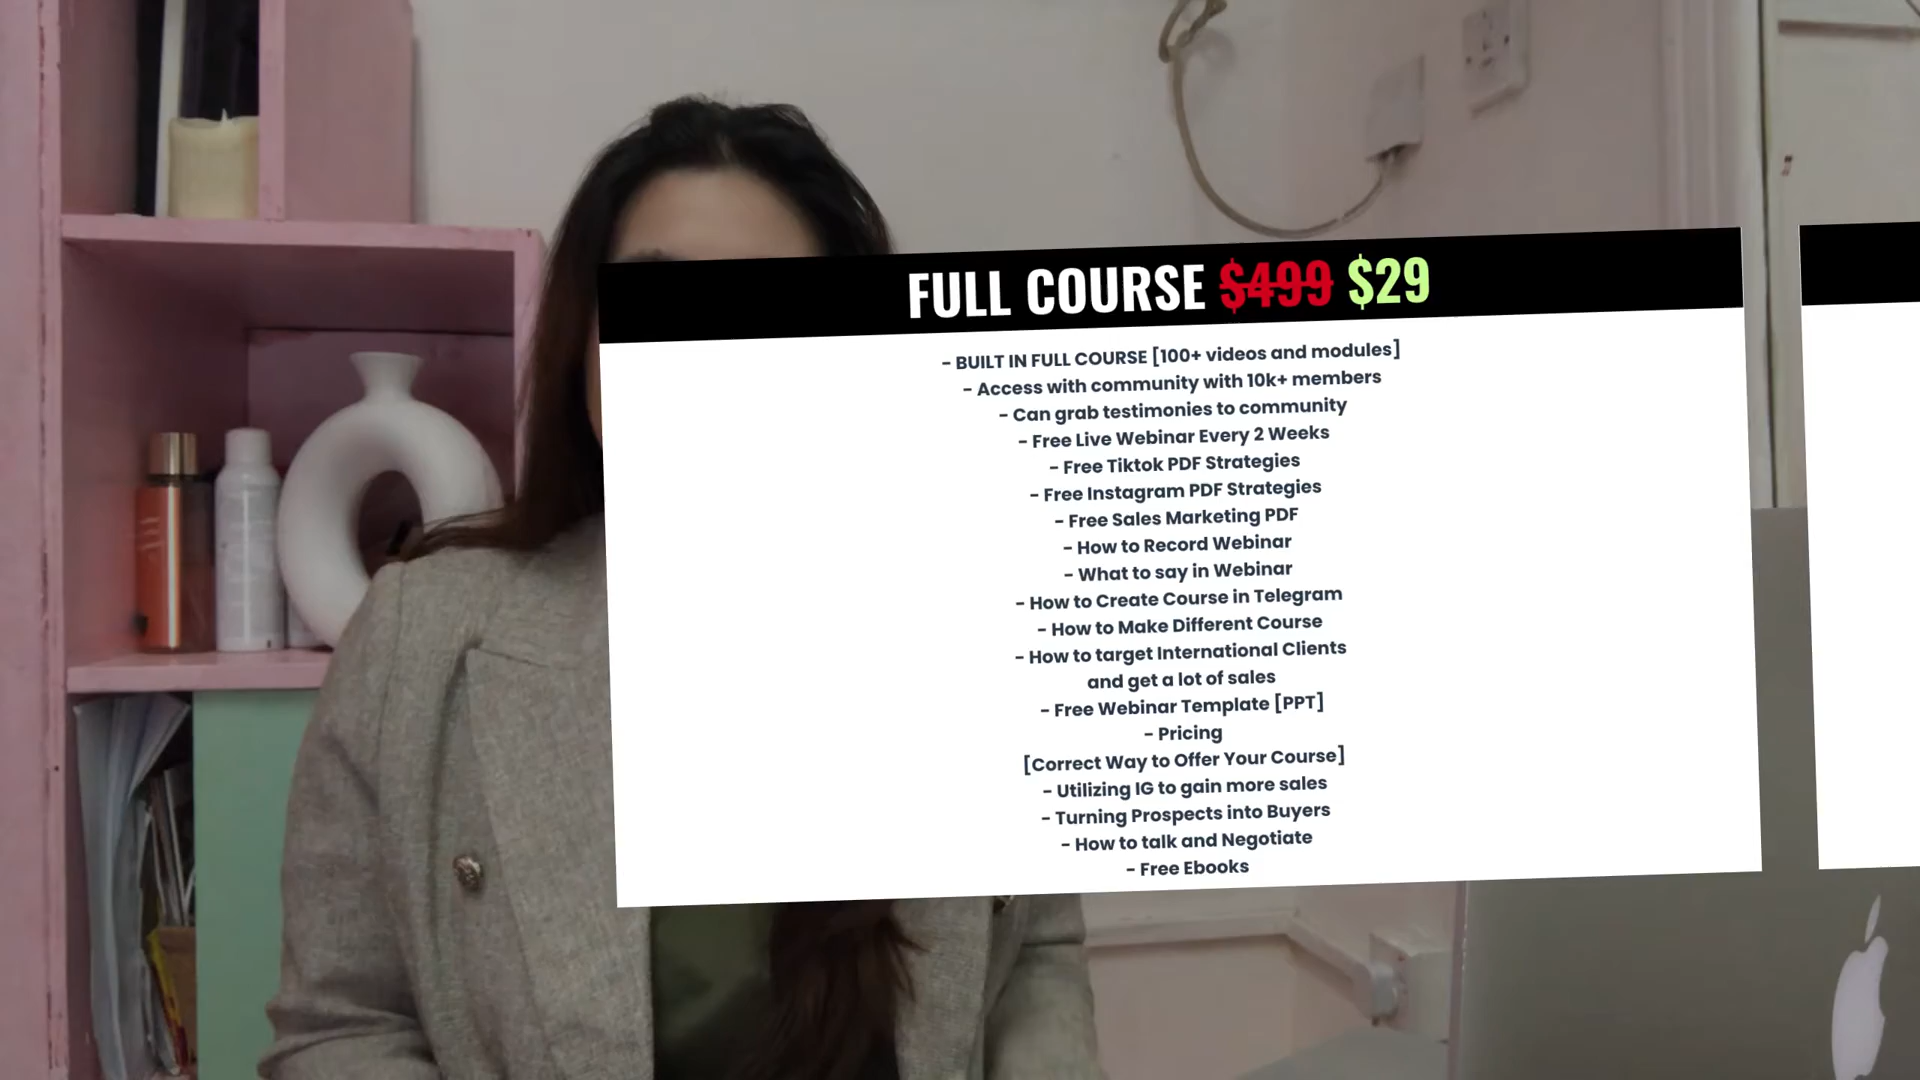 FULL COURSE $499 $29
- BUILT IN FULL COURSE [100+ videos and modules]
- Access with community with 10k+ members
- Can grab testimonies to community
- Free Live Webinar Every 2 Weeks
- Free Tiktok PDF Strategies
- Free Instagram PDF Strategies
- Free Sales Marketing PDF
- How to Record Webinar
- What to say in Webinar
- How to Create Course in Telegram
- How to Make Different Course
- How to target International Clients
and get a lot of sales
- Free Webinar Template [PPT]
- Pricing
[Correct Way to Offer Your Course]
- Utilizing IG to gain more sales
- Turning Prospects into Buyers
- How to talk and Negotiate
- Free Ebooks